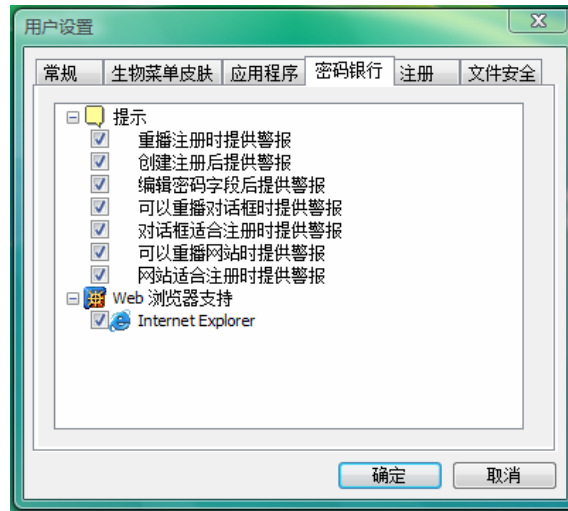 用户设置
常规 生物菜单皮肤 应用程序 密码银行 注册 文件安全
提示
重播注册时提供警报
创建注册后提供警报
编辑密码字段后提供警报
可以重播对话框时提供警报
对话框适合注册时提供警报
可以重播网站时提供警报
网站适合注册时提供警报
Web 浏览器支持
Internet Explorer
确定 取消